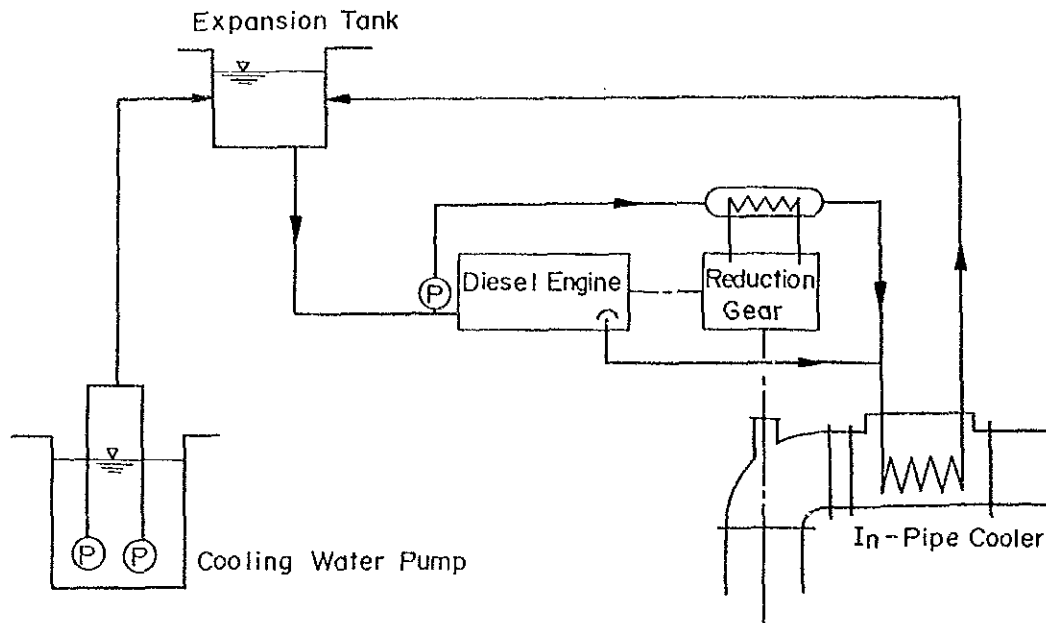 Expansion Tank
P
Diesel Engine
Reduction
Gear
P P
Cooling Water Pump
In-Pipe Cooler